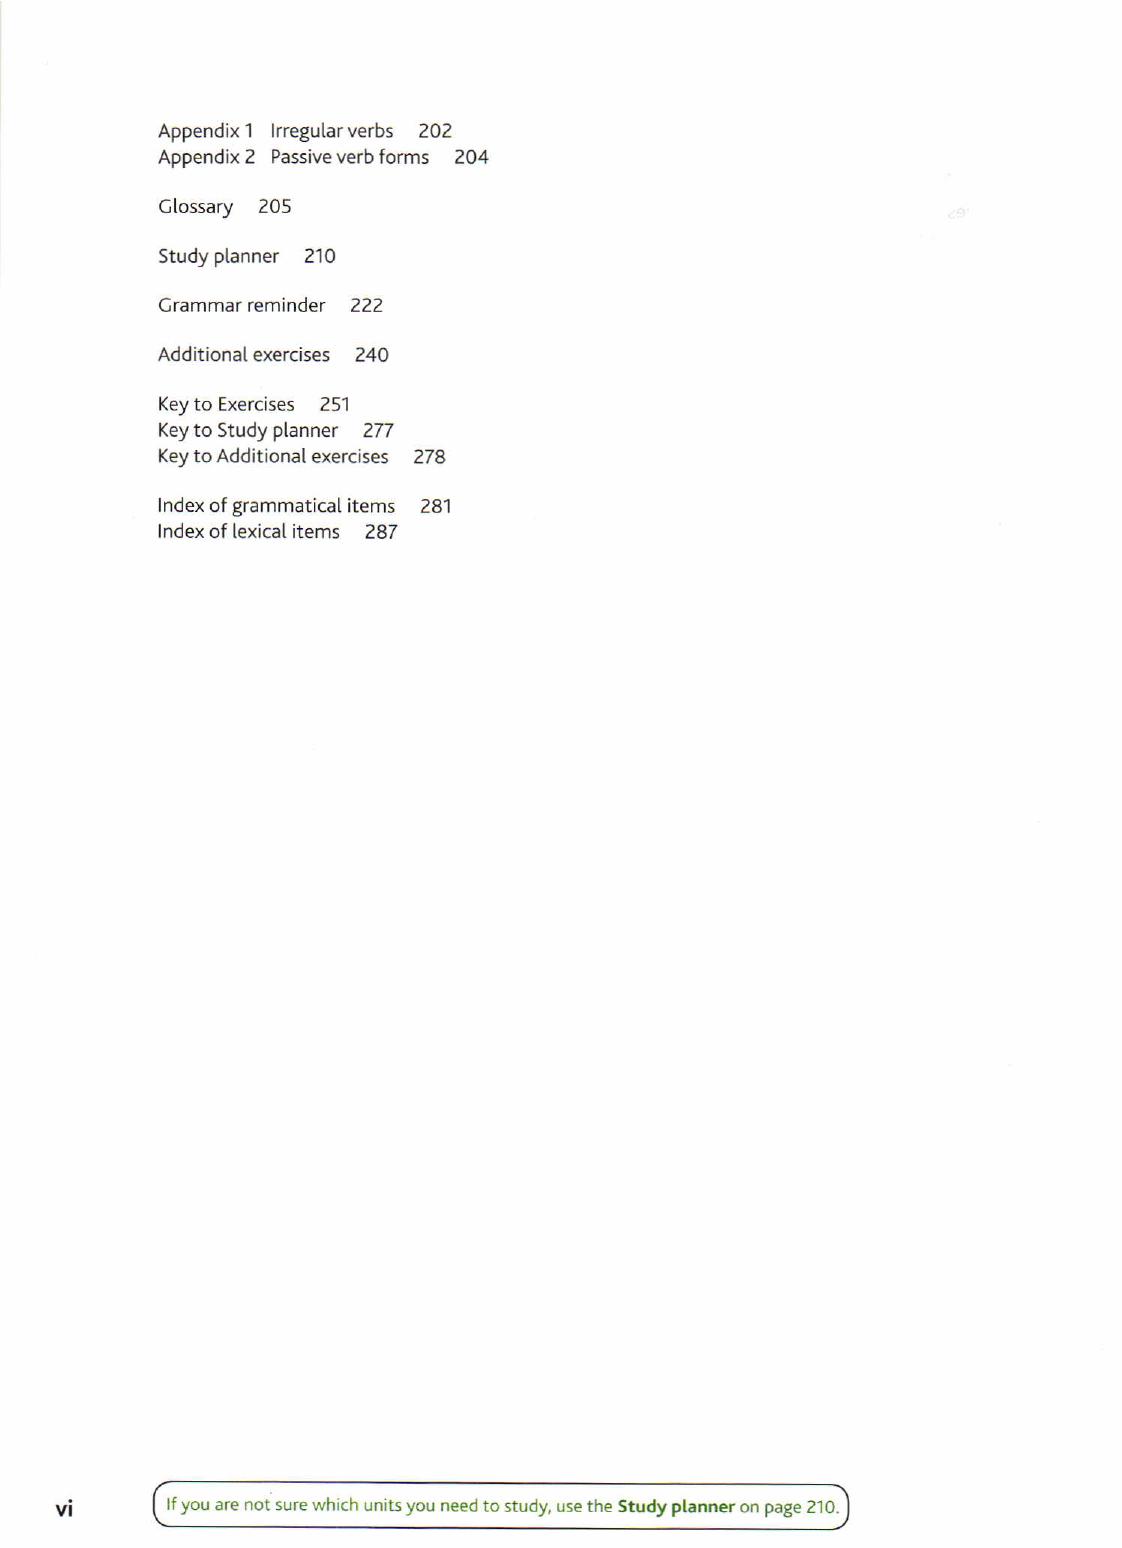 Appendix 1 Irregular verbs 202
Appendix 2 Passive verb forms 204
Glossary 205
Study planner 210
Grammar reminder 222
Additional exercises 240
Key to Exercises 251
Key to Study planner 277
Key to Additional exercises 278
Index of grammatical items 281
Index of lexical items 287
vi
If you are not sure which units you need to study, use the Study planner on page 210.